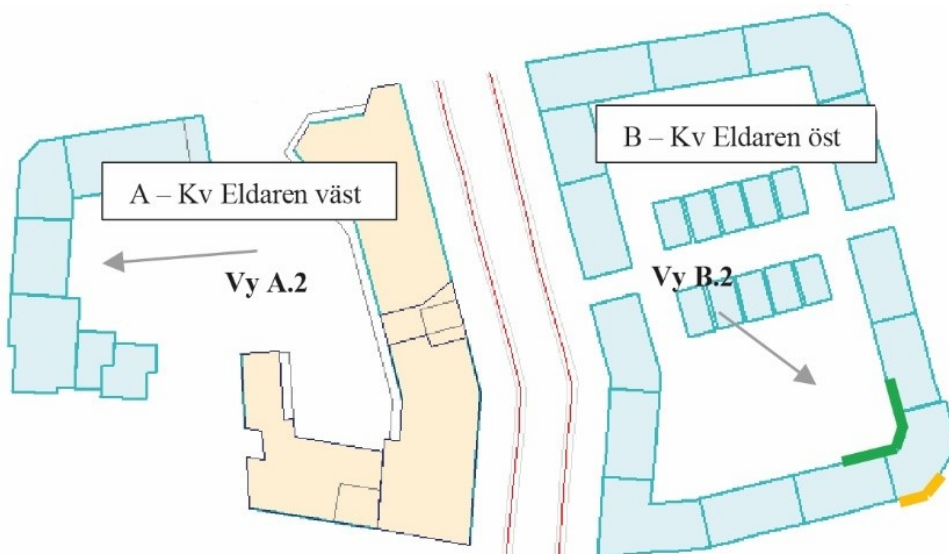 B – Kv Eldaren öst
A – Kv Eldaren väst
Vy A.2
Vy B.2